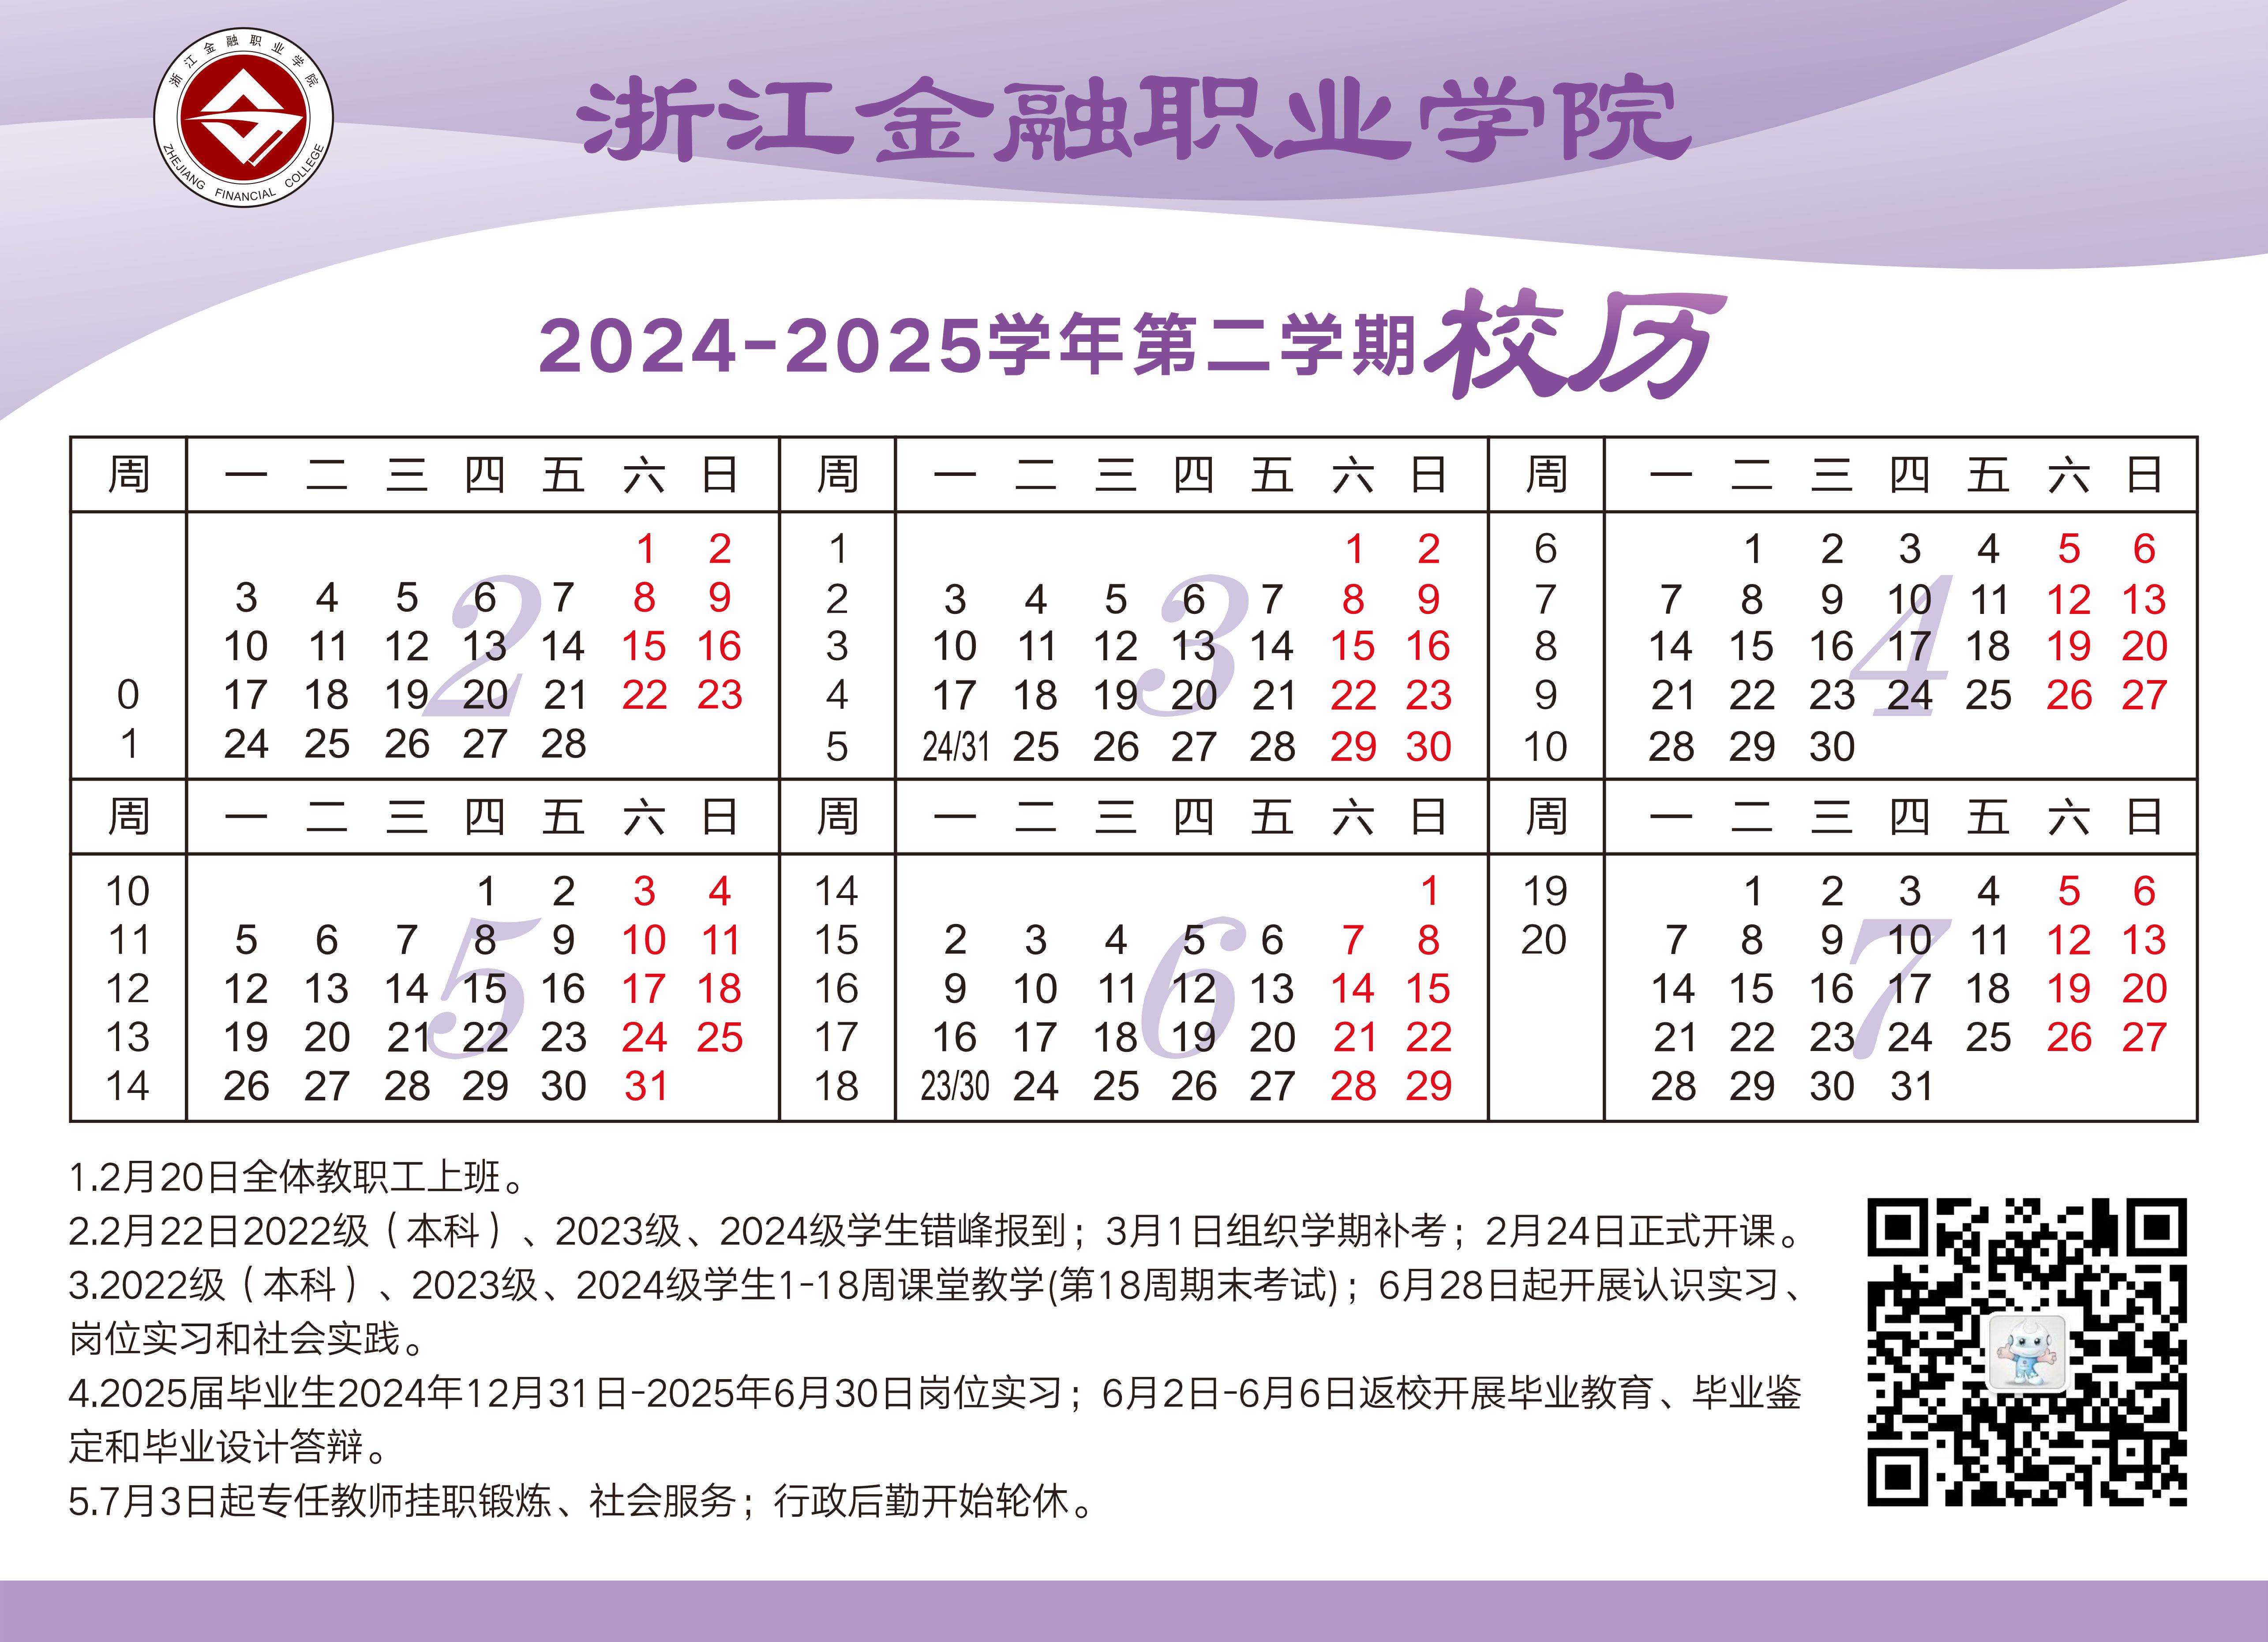 浙江金融职业学院
ZHEJIANG FINANCIAL COLLEGE
浙江金融职业学院
2024-2025学年第二学期校历
周 一 二 三 四 五 六 日 周 一 二 三 四 五 六 日 周 一 二 三 四 五 六 日
1 2 1 1 2 6 1 2 3 4 5 6
3 4 5 6 7 8 9 2 3 4 5 6 7 8 9 7 7 8 9 10 11 12 13
10 11 12 13 14 15 16 3 10 11 12 13 14 15 16 8 14 15 16 17 18 19 20
0 17 18 19 20 21 22 23 4 17 18 19 20 21 22 23 9 21 22 23 24 25 26 27
1 24 25 26 27 28 5 24/31 25 26 27 28 29 30 10 28 29 30
2 3 4
周 一 二 三 四 五 六 日 周 一 二 三 四 五 六 日 周 一 二 三 四 五 六 日
10 1 2 3 4 14 1 19 1 2 3 4 5 6
11 5 6 7 8 9 10 11 15 2 3 4 5 6 7 8 20 7 8 9 10 11 12 13
12 12 13 14 15 16 17 18 16 9 10 11 12 13 14 15 14 15 16 17 18 19 20
13 19 20 21 22 23 24 25 17 16 17 18 19 20 21 22 21 22 23 24 25 26 27
14 26 27 28 29 30 31 18 23/30 24 25 26 27 28 29 28 29 30 31
5 6 7
1.2月20日全体教职工上班。
2.2月22日2022级（本科）、2023级、2024级学生错峰报到；3月1日组织学期补考；2月24日正式开课。
3.2022级（本科）、2023级、2024级学生1-18周课堂教学(第18周期末考试)；6月28日起开展认识实习、
岗位实习和社会实践。
4.2025届毕业生2024年12月31日-2025年6月30日岗位实习；6月2日-6月6日返校开展毕业教育、毕业鉴
定和毕业设计答辩。
5.7月3日起专任教师挂职锻炼、社会服务；行政后勤开始轮休。